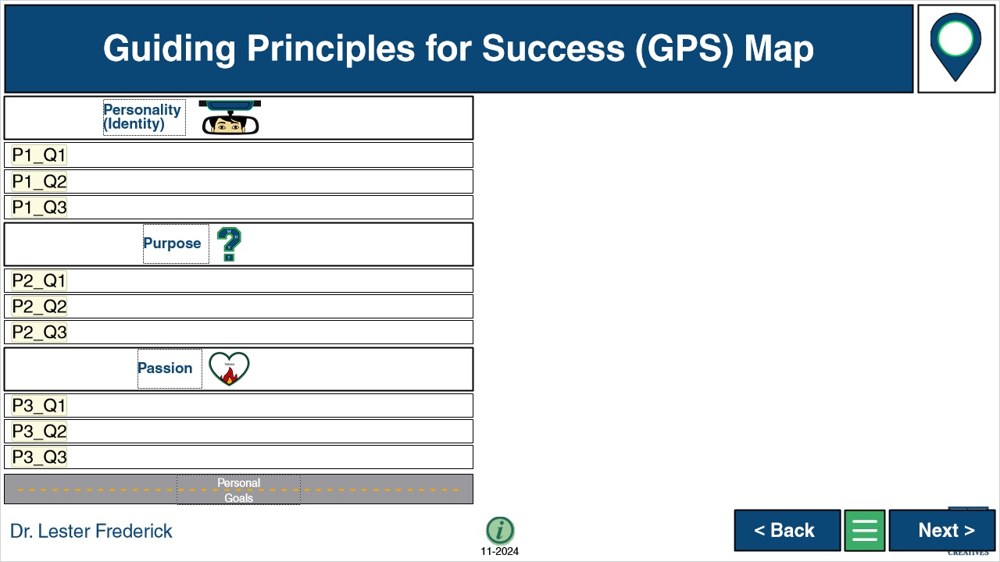 Guiding Principles for Success (GPS) Map
Personality
(Identity)
P1_Q1
P1_Q2
P1_Q3
Purpose
P2_Q1
P2_Q2
P2_Q3
Passion
Values
P3_Q1
P3_Q2
P3_Q3
Personal
Goals
Dr. Lester Frederick
i
11-2024
< Back
Next >
CREATIVES